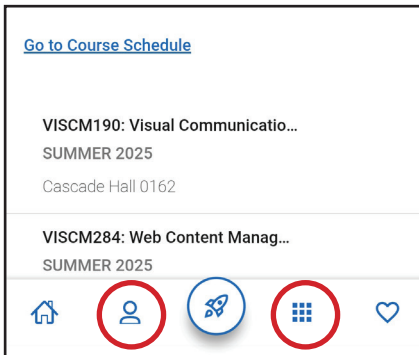 Go to Course Schedule
VISCM190: Visual Communicatio...
SUMMER 2025
Cascade Hall 0162
VISCM284: Web Content Manag...
SUMMER 2025